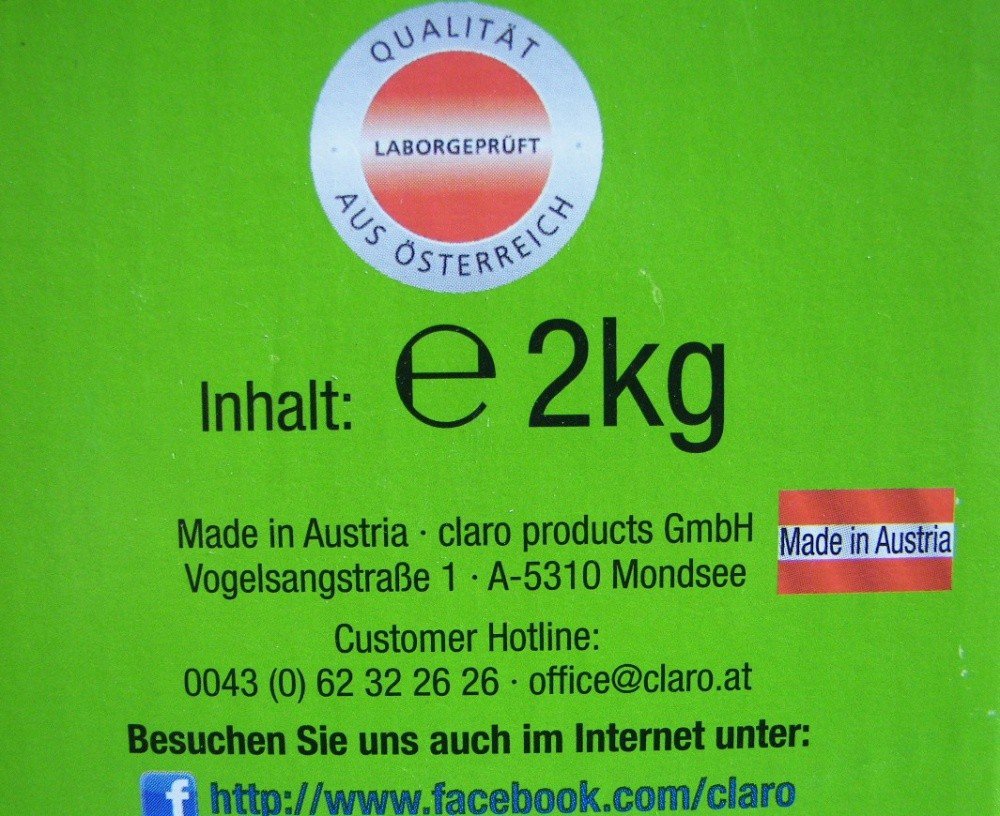 QUALITÄT
LABORGEPRÜFT
AUS ÖSTERREICH
Inhalt: ℮ 2kg
Made in Austria · claro products GmbH
Vogelsangstraße 1 · A-5310 Mondsee
Made in Austria
Customer Hotline:
0043 (0) 62 32 26 26 · office@claro.at
Besuchen Sie uns auch im Internet unter:
f http://www.facebook.com/claro